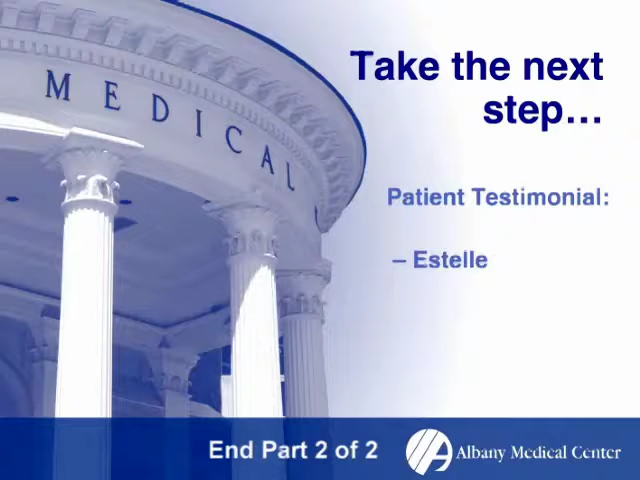 MEDICAL
Take the next
step…
Patient Testimonial:
– Estelle
End Part 2 of 2
Albany Medical Center